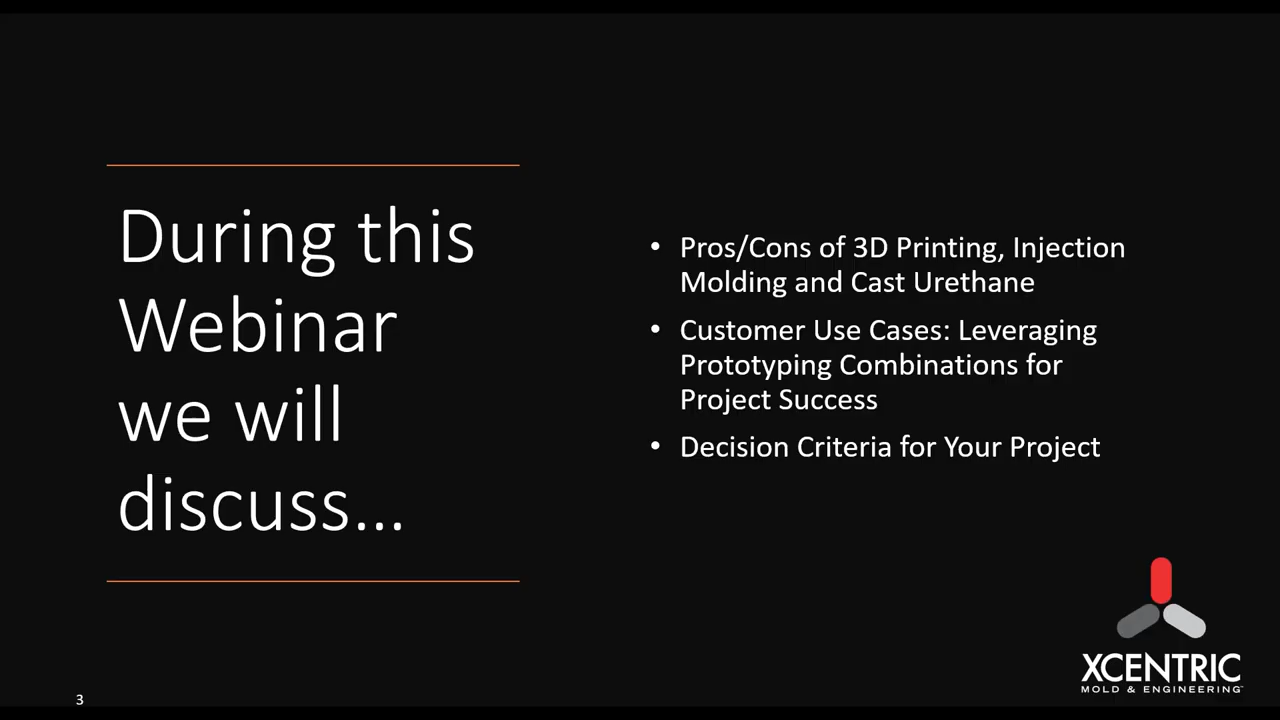 During this
Webinar
we will
discuss...
• Pros/Cons of 3D Printing, Injection
Molding and Cast Urethane
• Customer Use Cases: Leveraging
Prototyping Combinations for
Project Success
• Decision Criteria for Your Project
XCENTRIC
MOLD & ENGINEERING™
3